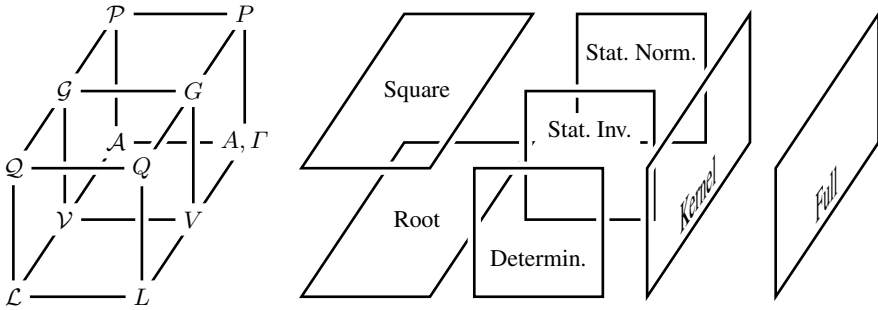 𝒫 P
Stat. Norm.
Square
𝒢 G
Stat. Inv.
𝒜 A, Γ
𝒬 Q
Kernel
Full
𝒱 V
Root
Determin.
ℒ L